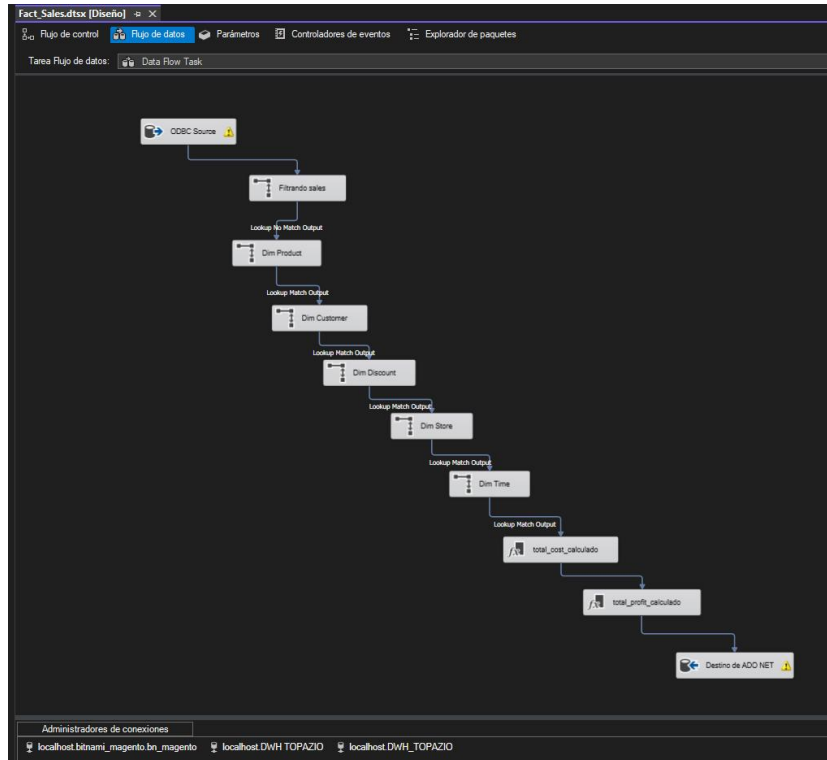 Fact_Sales.dtsx [Diseño]
Flujo de control Flujo de datos Parámetros Controladores de eventos Explorador de paquetes
Tarea Flujo de datos: Data Flow Task
ODBC Source
Filtrando sales
Lookup No Match Output
Dim Product
Lookup Match Output
Dim Customer
Lookup Match Output
Dim Discount
Lookup Match Output
Dim Store
Lookup Match Output
Dim Time
Lookup Match Output
total_cost_calculado
total_profit_calculado
Destino de ADO NET
Administradores de conexiones
localhost.bitnami_magento.bn_magento localhost.DWH TOPAZIO localhost.DWH_TOPAZIO